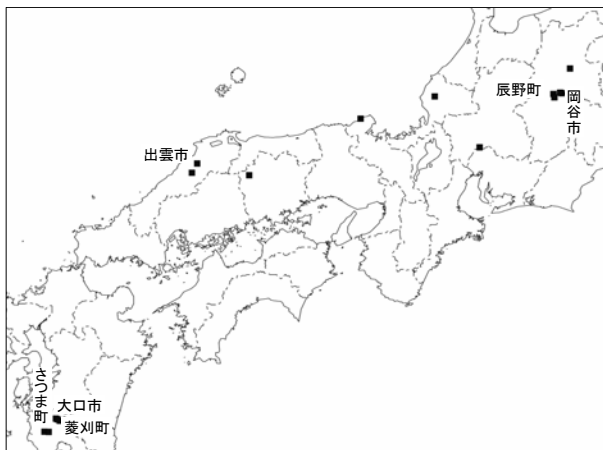 辰野町
岡谷市
出雲市
さつま町
大口市
菱刈町